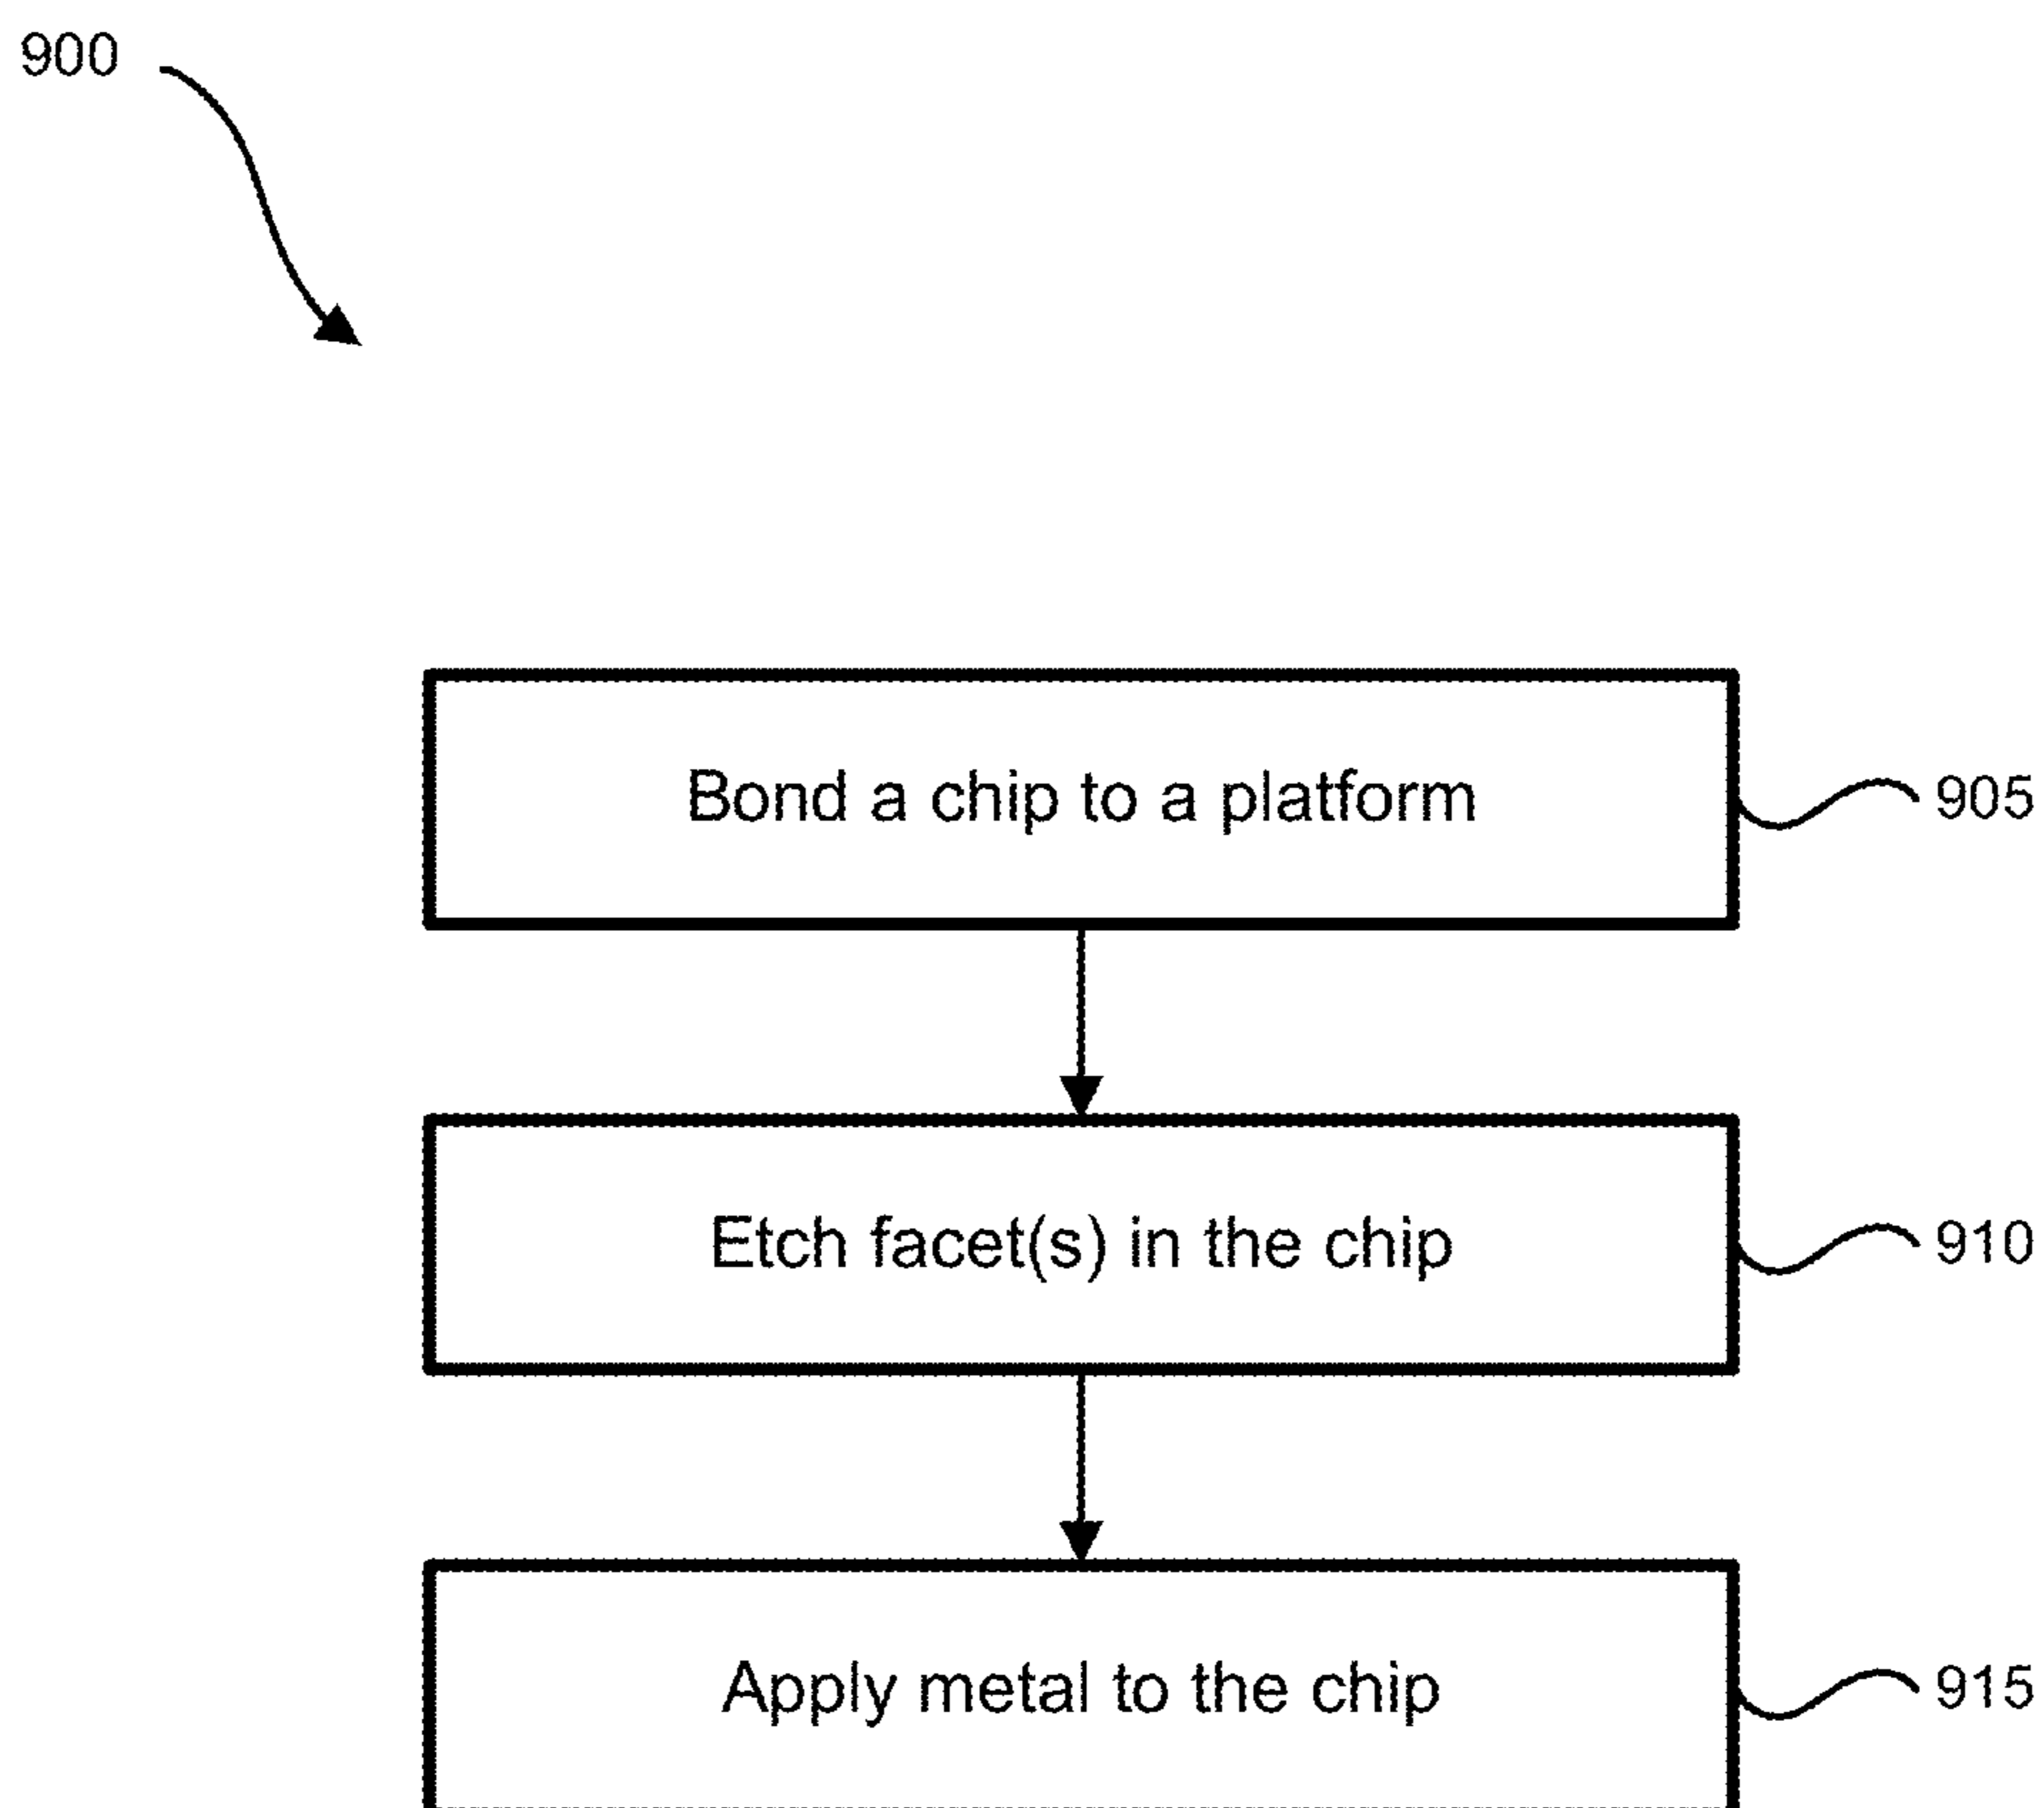 900
Bond a chip to a platform
905
Etch facet(s) in the chip
910
Apply metal to the chip
915